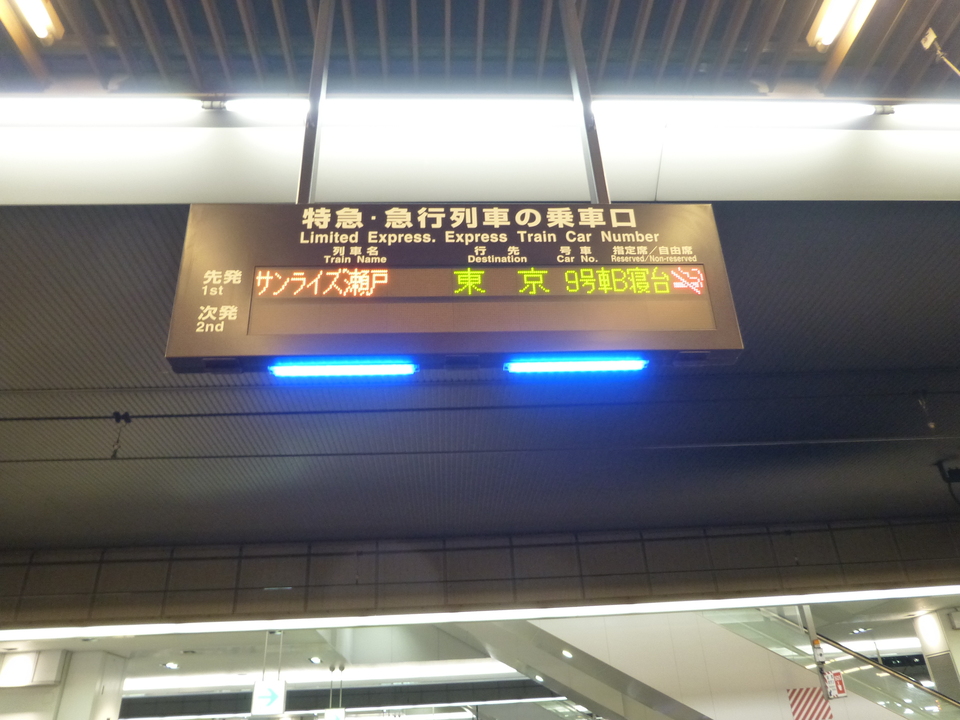 特急・急行列車の乗車口
Limited Express. Express Train Car Number
列車名 行先 号車 指定席／自由席
Train Name Destination Car No. Reserved/Non-reserved
先発 サンライズ瀬戸 東京 9号車B寝台
1st
次発
2nd